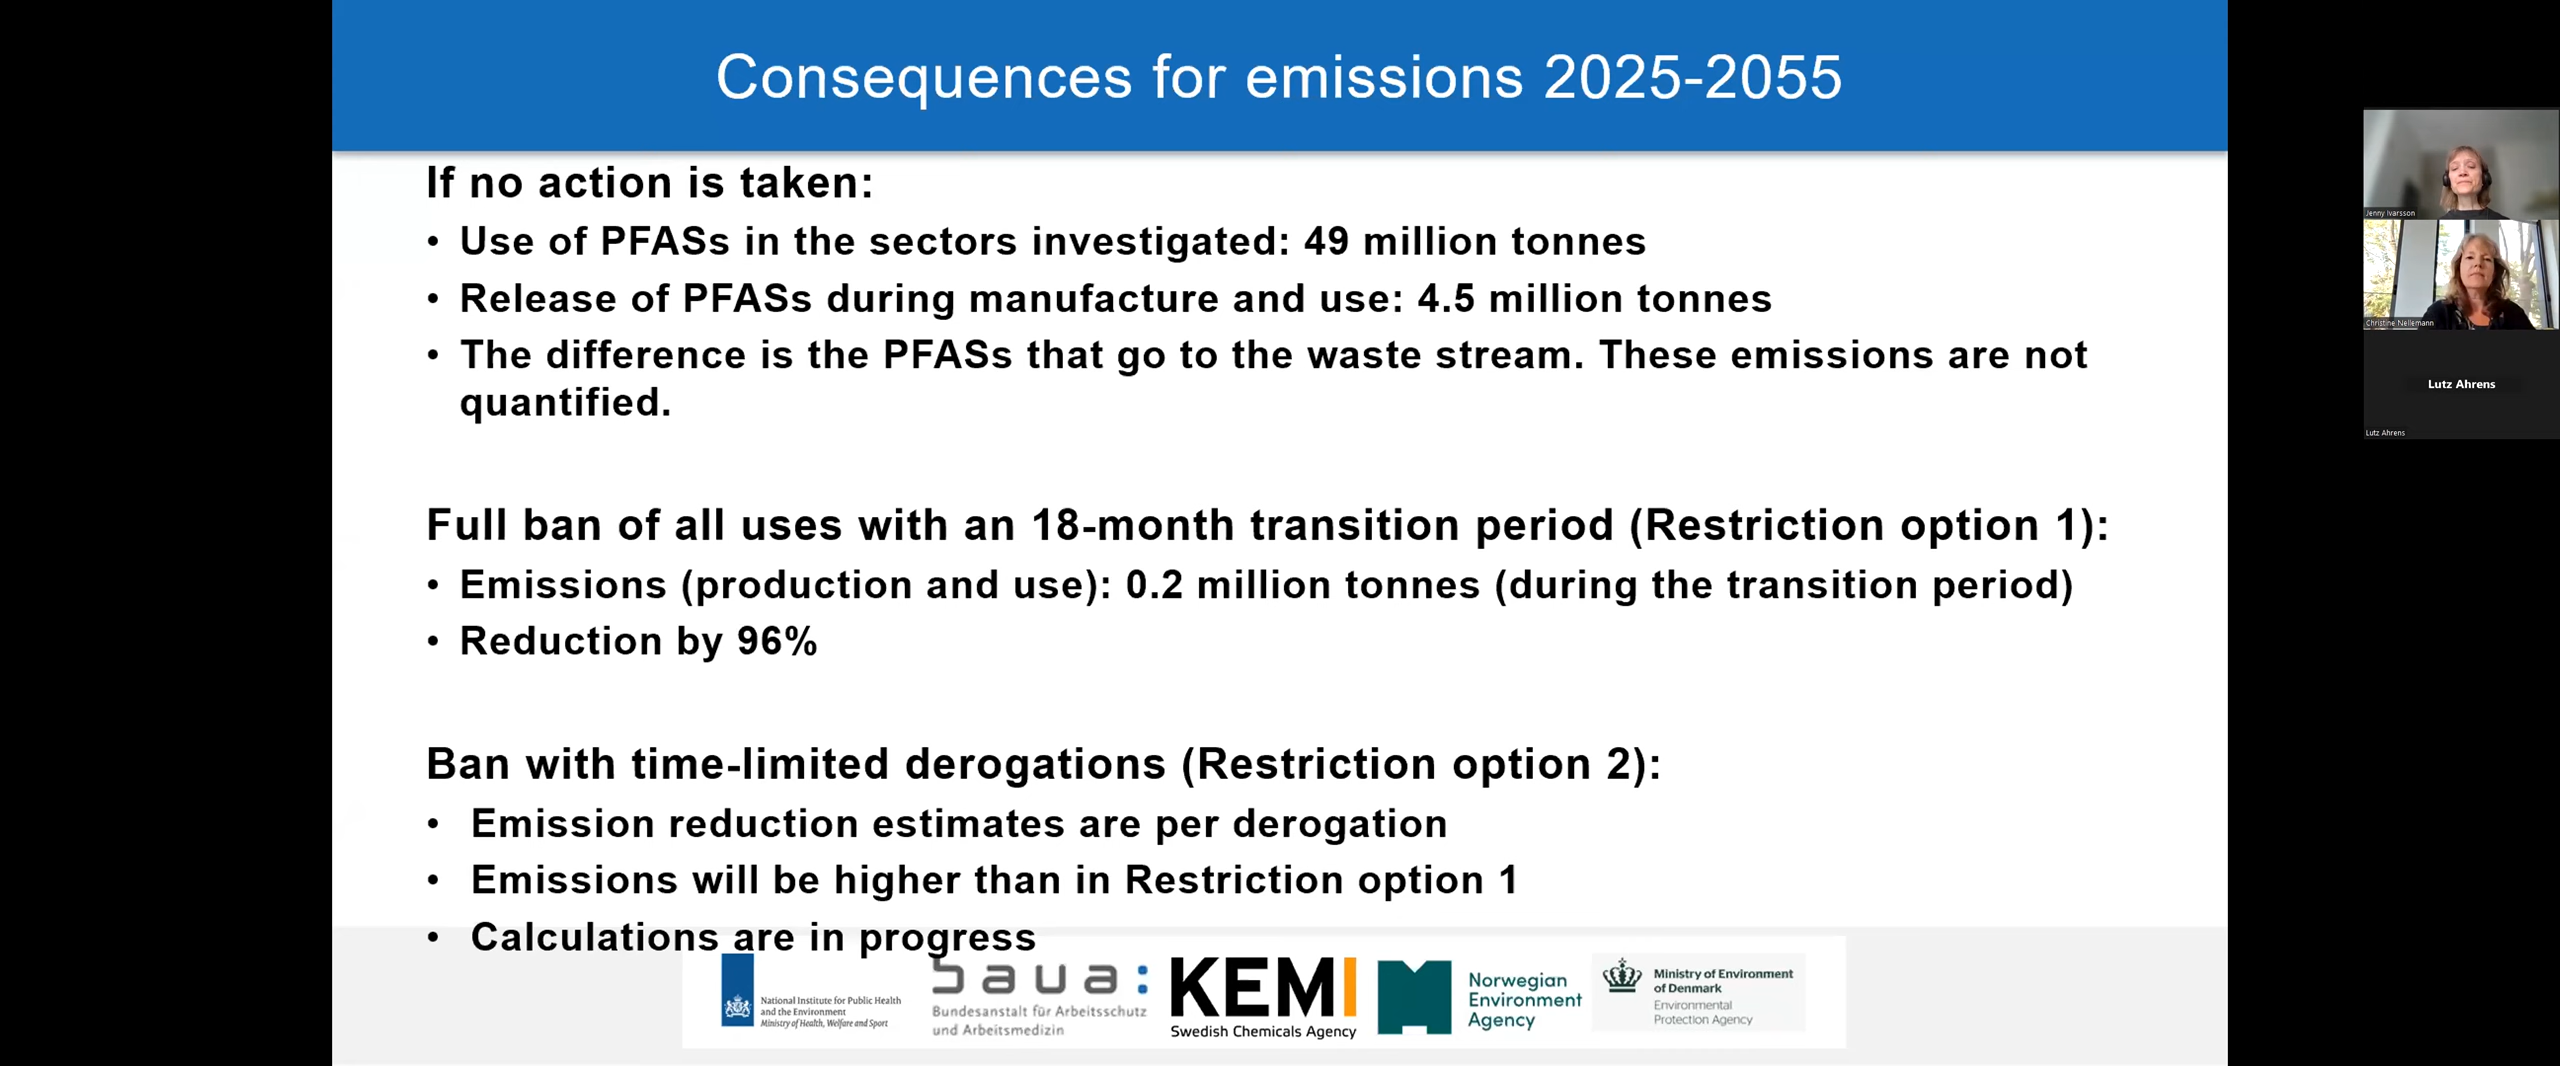 Consequences for emissions 2025-2055
If no action is taken:
• Use of PFASs in the sectors investigated: 49 million tonnes
• Release of PFASs during manufacture and use: 4.5 million tonnes
• The difference is the PFASs that go to the waste stream. These emissions are not
quantified.
Full ban of all uses with an 18-month transition period (Restriction option 1):
• Emissions (production and use): 0.2 million tonnes (during the transition period)
• Reduction by 96%
Ban with time-limited derogations (Restriction option 2):
• Emission reduction estimates are per derogation
• Emissions will be higher than in Restriction option 1
• Calculations are in progress
National Institute for Public Health
and the Environment
Ministry of Health, Welfare and Sport
baua:
Bundesanstalt für Arbeitsschutz
und Arbeitsmedizin
KEMI
Swedish Chemicals Agency
Norwegian
Environment
Agency
Ministry of Environment
of Denmark
Environmental
Protection Agency
Jenny Ivarsson
Christine Nellemann
Lutz Ahrens
Lutz Ahrens